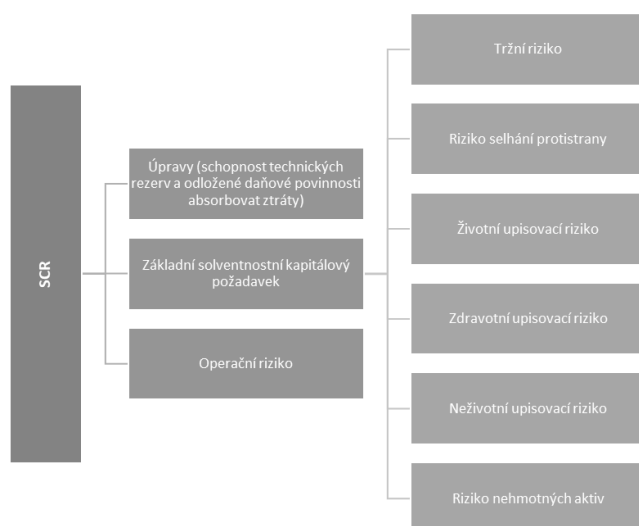 SCR
Úpravy (schopnost technických
rezerv a odložené daňové povinnosti
absorbovat ztráty)
Základní solventnostní kapitálový
požadavek
Operační riziko
Tržní riziko
Riziko selhání protistrany
Životní upisovací riziko
Zdravotní upisovací riziko
Neživotní upisovací riziko
Riziko nehmotných aktiv